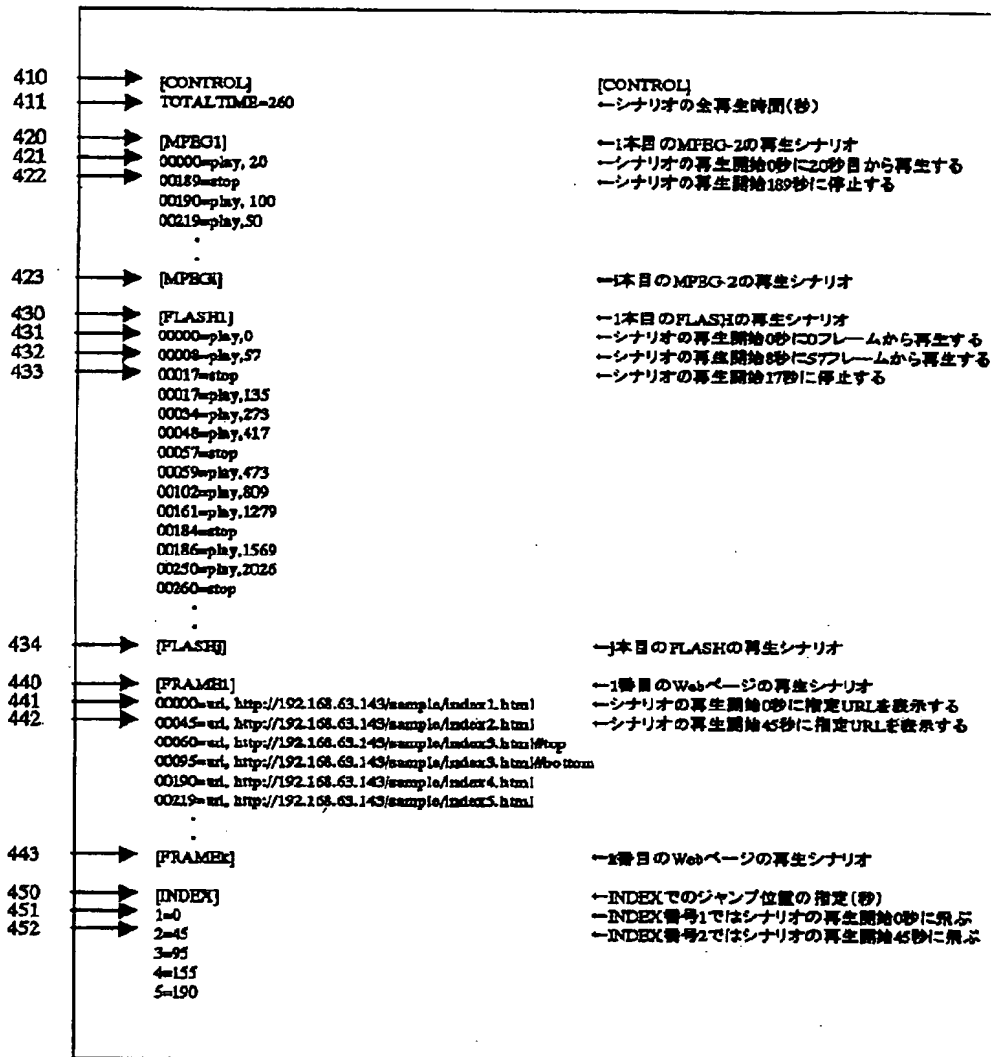 410 [CONTROL] [CONTROL]
411 TOTALTIME=260 ←シナリオの全再生時間(秒)
420 [MPEG1] ←1本目のMPEG-2の再生シナリオ
421 00000=play, 20 ←シナリオの再生開始0秒に20秒目から再生する
422 00189=stop ←シナリオの再生開始189秒に停止する
00190=play, 100
00219=play,50
423 [MPEGi] ←i本目のMPEG-2の再生シナリオ
430 [FLASH1] ←1本目のFLASHの再生シナリオ
431 00000=play,0 ←シナリオの再生開始0秒に0フレームから再生する
432 00008=play,57 ←シナリオの再生開始8秒に57フレームから再生する
433 00017=stop ←シナリオの再生開始17秒に停止する
00017=play,135
00034=play,273
00048=play,417
00057=stop
00059=play,473
00102=play,809
00161=play,1279
00184=stop
00186=play,1569
00250=play,2026
00260=stop
434 [FLASHj] ←j本目のFLASHの再生シナリオ
440 [FRAME1] ←1番目のWebページの再生シナリオ
441 00000=url, http://192.168.63.143/sample/index1.html ←シナリオの再生開始0秒に指定URLを表示する
442 00045=url, http://192.168.63.143/sample/index2.html ←シナリオの再生開始45秒に指定URLを表示する
00060=url, http://192.168.63.143/sample/index3.html#top
00095=url, http://192.168.63.143/sample/index3.html#bottom
00190=url, http://192.168.63.143/sample/index4.html
00219=url, http://192.168.63.143/sample/index5.html
443 [FRAMEk] ←k番目のWebページの再生シナリオ
450 [INDEX] ←INDEXでのジャンプ位置の指定(秒)
451 1=0 ←INDEX番号1ではシナリオの再生開始0秒に飛ぶ
452 2=45 ←INDEX番号2ではシナリオの再生開始45秒に飛ぶ
3=95
4=155
5=190